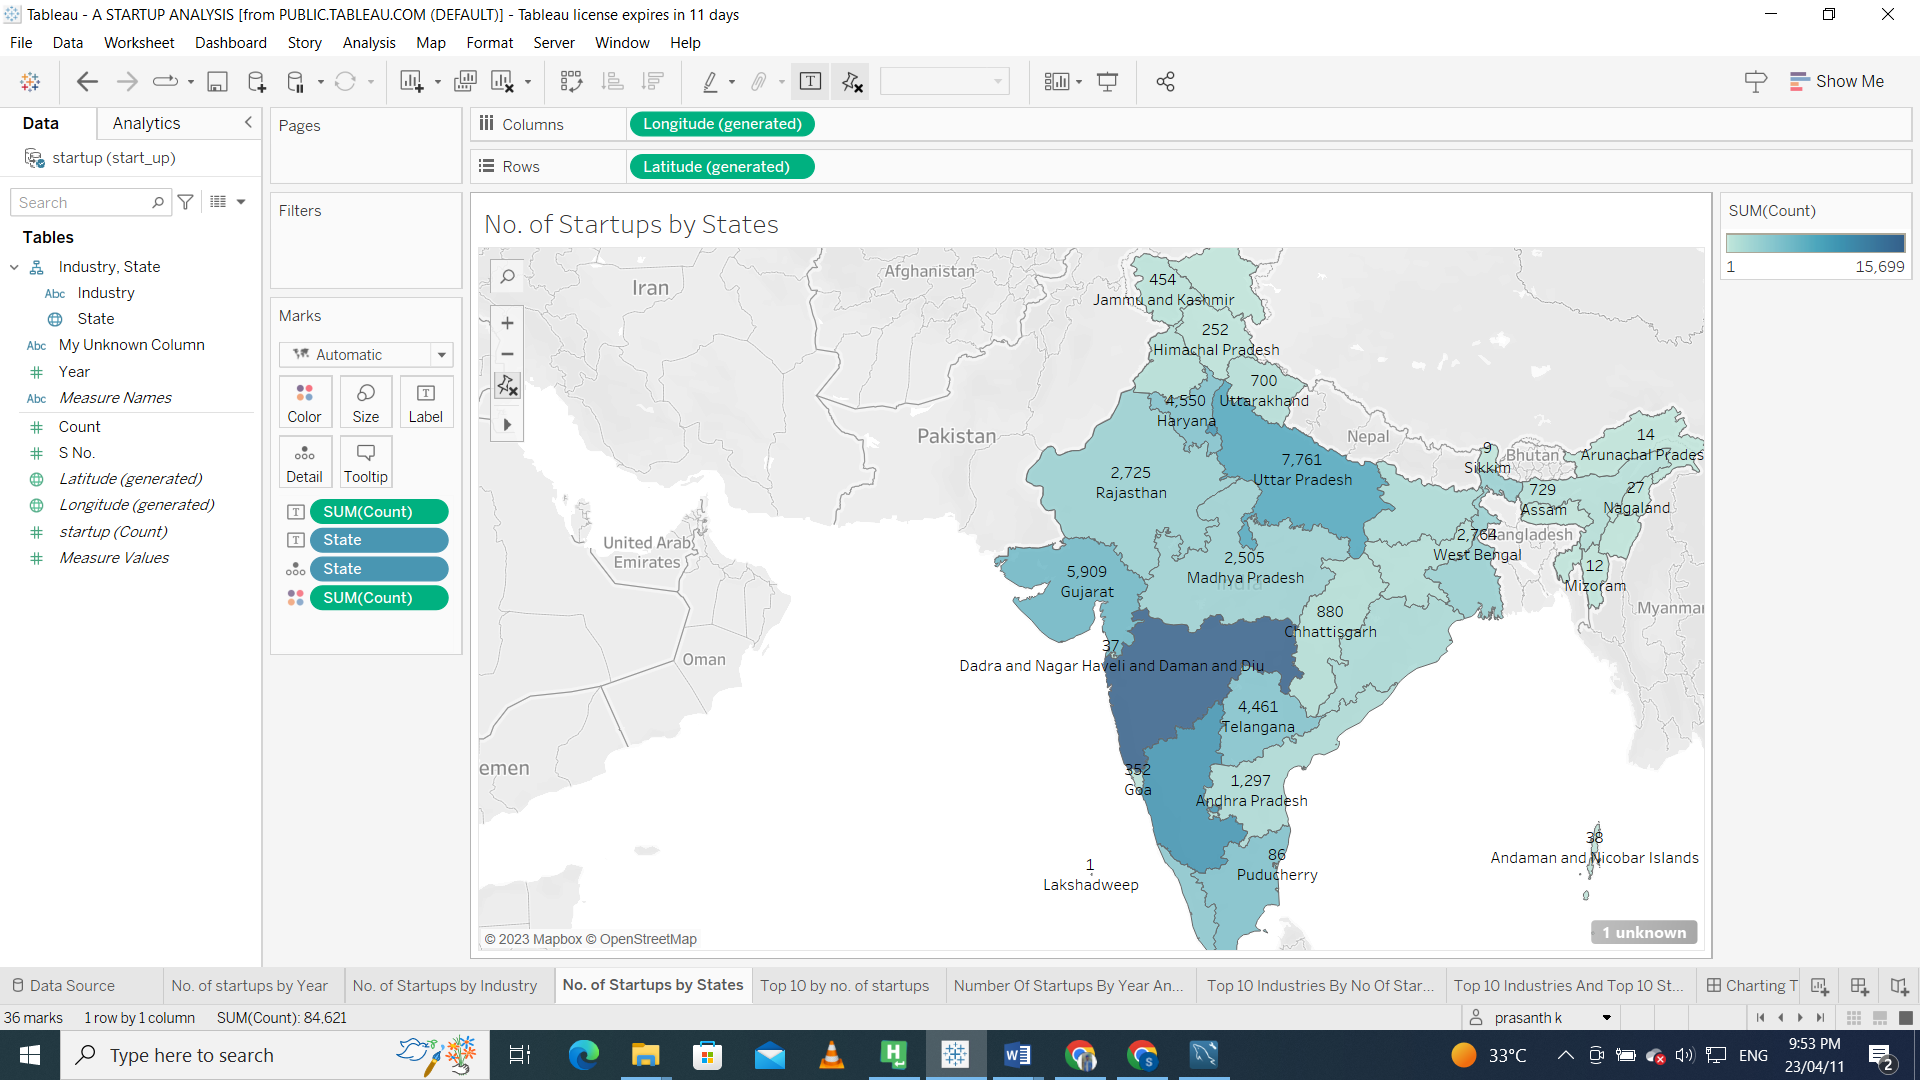 Tableau - A STARTUP ANALYSIS [from PUBLIC.TABLEAU.COM (DEFAULT)] - Tableau license expires in 11 days
File Data Worksheet Dashboard Story Analysis Map Format Server Window Help
Show Me
Data Analytics
startup (start_up)
Search
Tables
Industry, State
Abc Industry
State
Abc My Unknown Column
Year
Abc Measure Names
Count
S No.
Latitude (generated)
Longitude (generated)
startup (Count)
Measure Values
Pages
Filters
Marks
Automatic
Color Size Label
Detail Tooltip
SUM(Count)
State
State
SUM(Count)
Columns Longitude (generated)
Rows Latitude (generated)
No. of Startups by States
Iran
Afghanistan
Pakistan
Nepal
Bhutan
United Arab
Emirates
Oman
emen
Myanmar
454
Jammu and Kashmir
252
Himachal Pradesh
700
Uttarakhand
4,550
Haryana
2,725
Rajasthan
7,761
Uttar Pradesh
9
Sikkim
14
Arunachal Prades
729
Assam
27
Nagaland
2,764
West Bengal
angladesh
12
Mizoram
5,909
Gujarat
2,505
Madhya Pradesh
India
880
Chhattisgarh
37
Dadra and Nagar Haveli and Daman and Diu
4,461
Telangana
352
Goa
1,297
Andhra Pradesh
86
Puducherry
1
Lakshadweep
38
Andaman and Nicobar Islands
© 2023 Mapbox © OpenStreetMap
1 unknown
SUM(Count)
1 15,699
Data Source No. of startups by Year No. of Startups by Industry No. of Startups by States Top 10 by no. of startups Number Of Startups By Year An... Top 10 Industries By No Of Star... Top 10 Industries And Top 10 St... Charting T
36 marks 1 row by 1 column SUM(Count): 84,621
prasanth k
Type here to search
33°C
ENG
9:53 PM
23/04/11
2